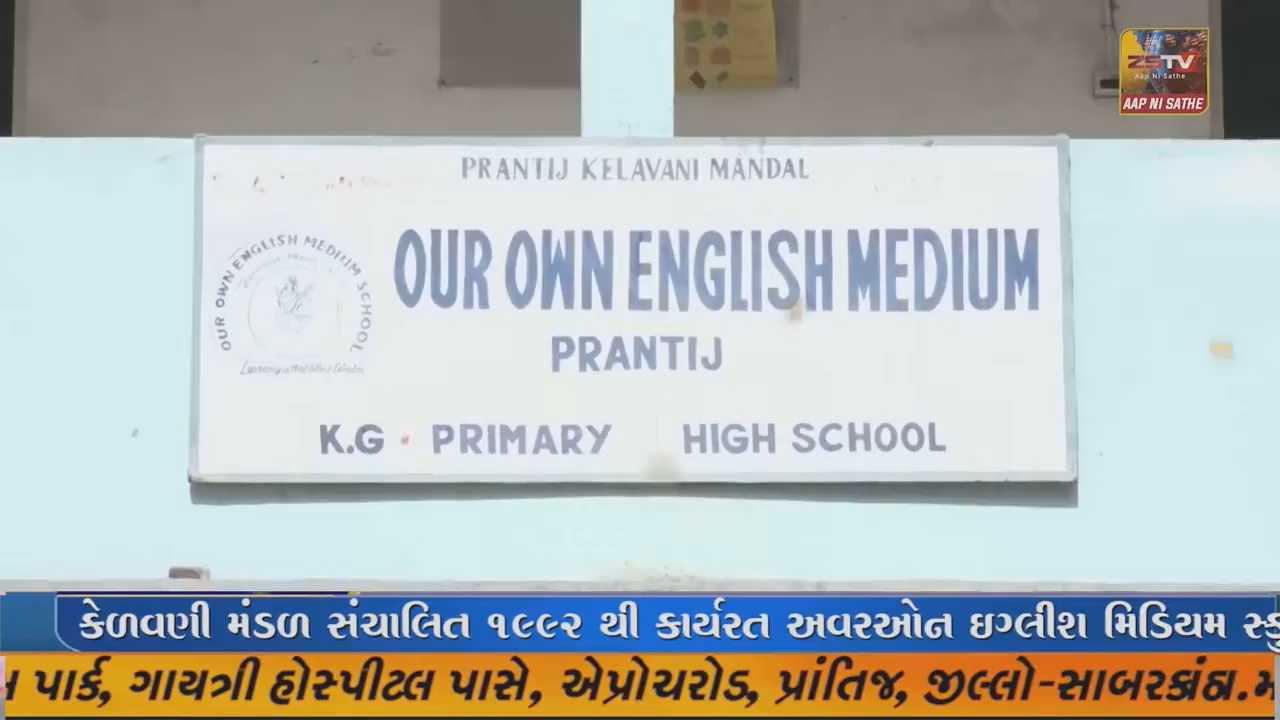 ZSTV
Aap Ni Sathe
AAP NI SATHE
PRANTIJ KELAVANI MANDAL
OUR OWN ENGLISH MEDIUM SCHOOL
OUR OWN ENGLISH MEDIUM
PRANTIJ
K.G • PRIMARY HIGH SCHOOL
કેળવણી મંડળ સંચાલિત ૧૯૯૨ થી કાર્યરત અવરઓન ઇંગ્લીશ મિડિયમ
પાર્ક, ગાયત્રી હોસ્પીટલ પાસે, એપ્રોચરોડ, પ્રાંતિજ, જીલ્લો-સાબરકાંઠા.